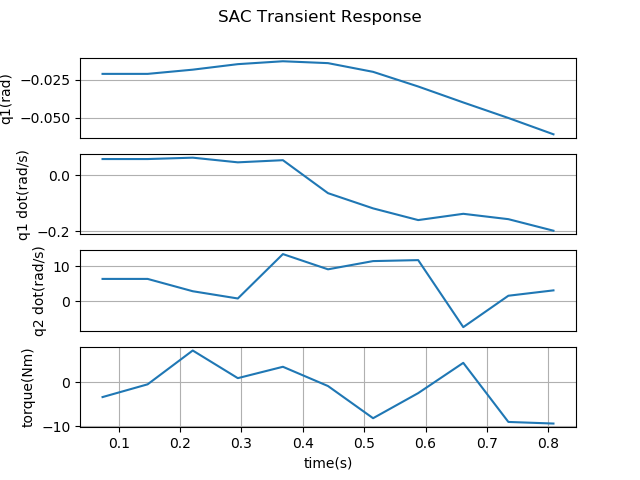 SAC Transient Response
q1(rad)
−0.025
−0.050
q1 dot(rad/s)
0.0
−0.2
q2 dot(rad/s)
10
0
torque(Nm)
0
−10
0.1 0.2 0.3 0.4 0.5 0.6 0.7 0.8
time(s)